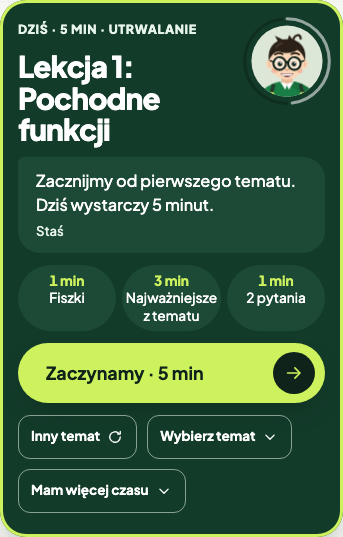 DZIŚ · 5 MIN · UTRWALANIE
Lekcja 1:
Pochodne
funkcji
Zacznijmy od pierwszego tematu.
Dziś wystarczy 5 minut.
Staś
1 min
Fiszki
3 min
Najważniejsze
z tematu
1 min
2 pytania
Zaczynamy · 5 min
Inny temat
Wybierz temat
Mam więcej czasu